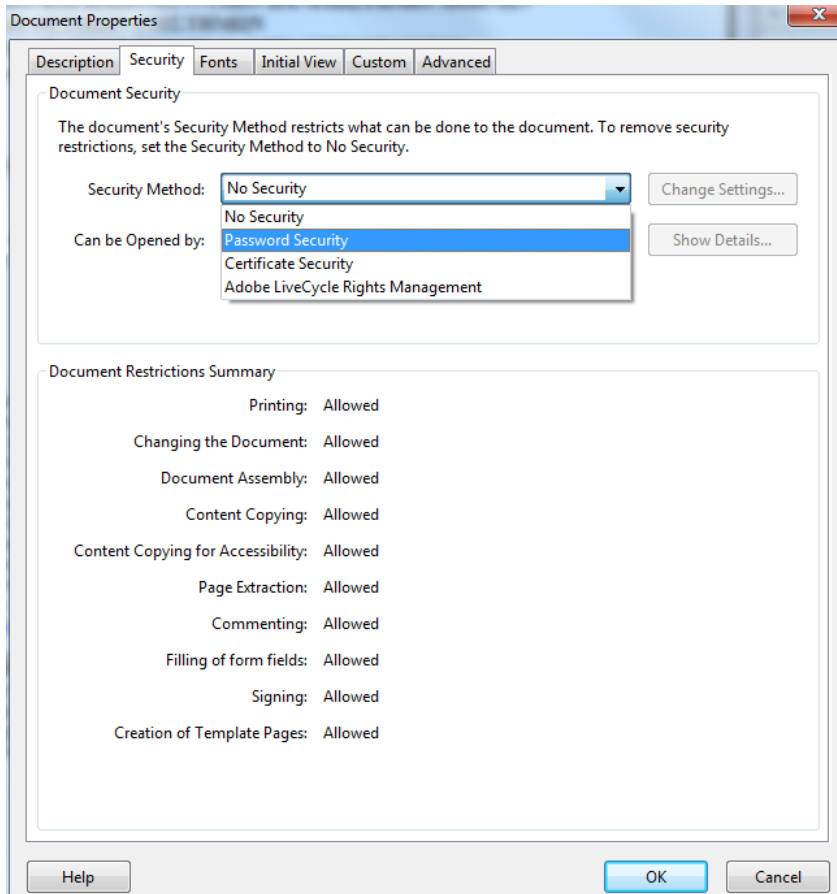 Document Properties
Description Security Fonts Initial View Custom Advanced
Document Security
The document's Security Method restricts what can be done to the document. To remove security
restrictions, set the Security Method to No Security.
Security Method: No Security Change Settings...
No Security
Can be Opened by: Password Security Show Details...
Certificate Security
Adobe LiveCycle Rights Management
Document Restrictions Summary
Printing: Allowed
Changing the Document: Allowed
Document Assembly: Allowed
Content Copying: Allowed
Content Copying for Accessibility: Allowed
Page Extraction: Allowed
Commenting: Allowed
Filling of form fields: Allowed
Signing: Allowed
Creation of Template Pages: Allowed
Help OK Cancel